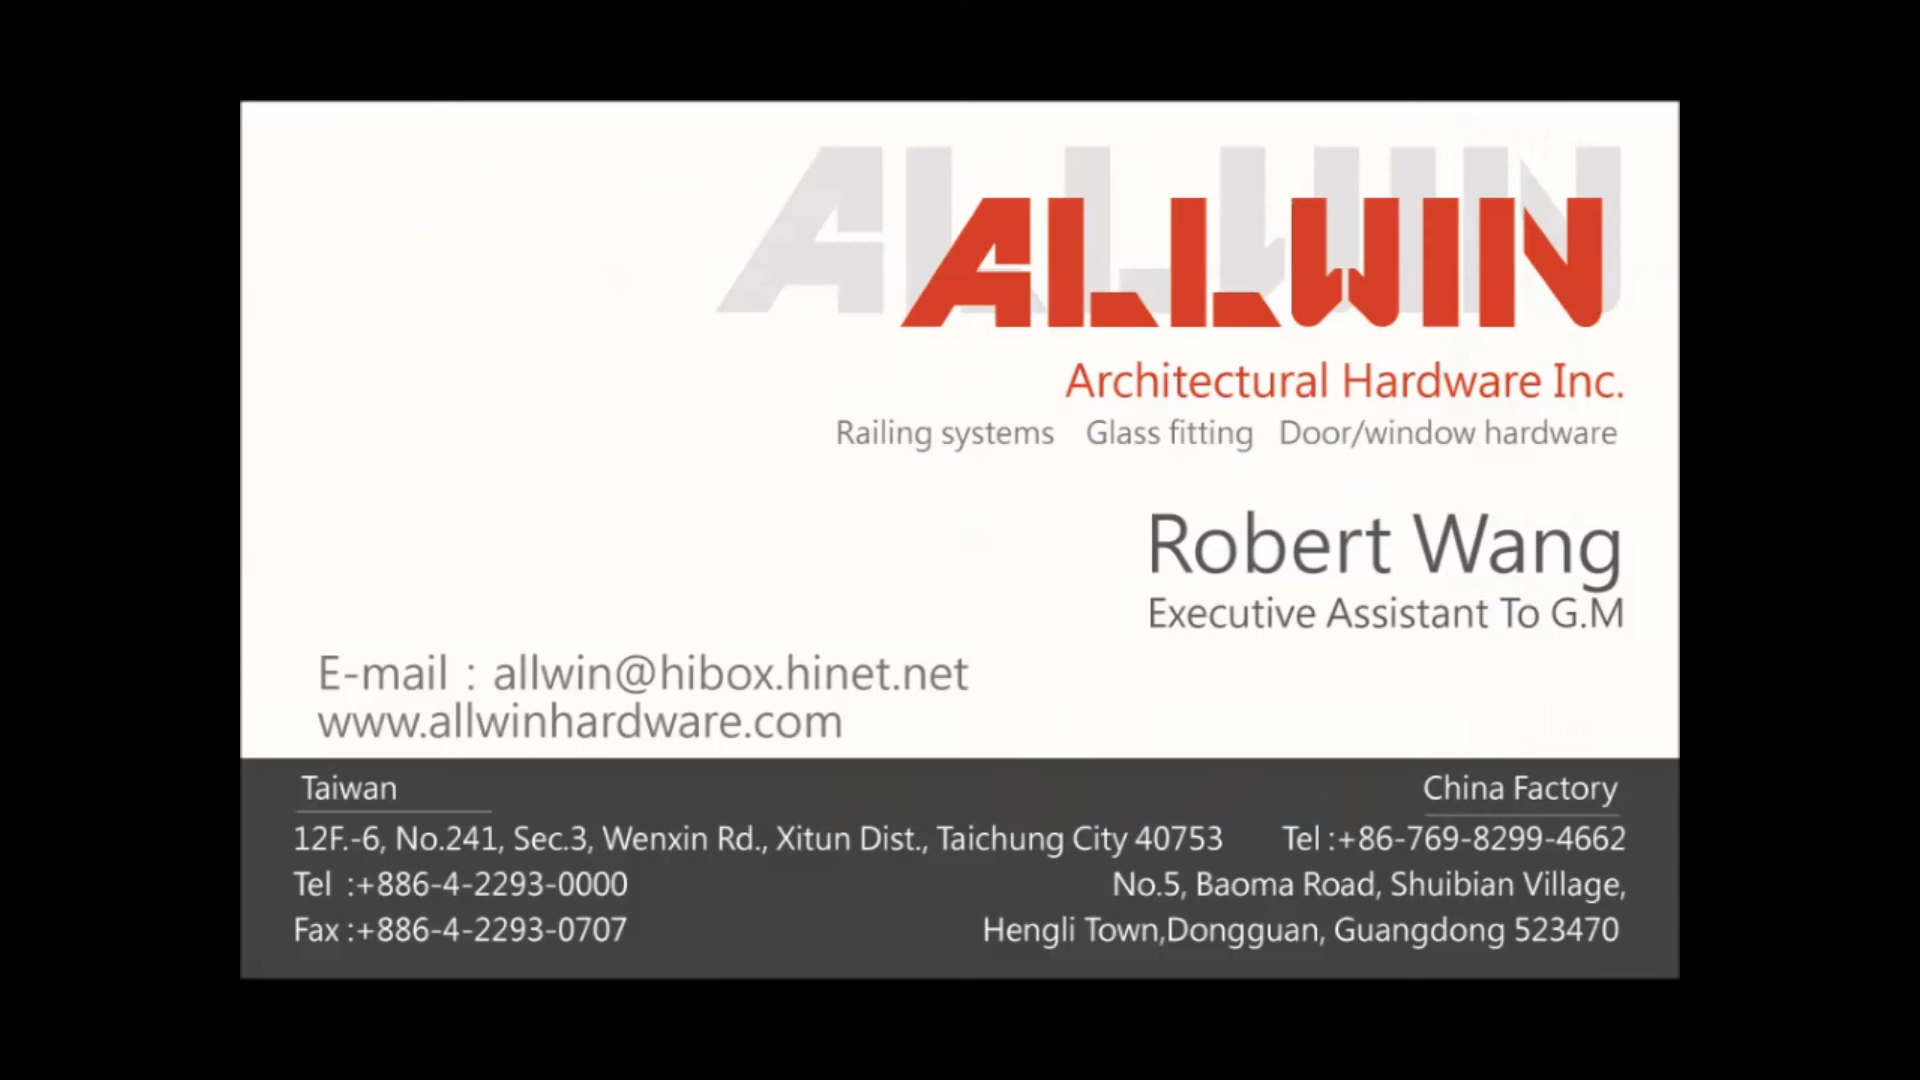 ALLWIN
Architectural Hardware Inc.
Railing systems Glass fitting Door/window hardware
Robert Wang
Executive Assistant To G.M
E-mail : allwin@hibox.hinet.net
www.allwinhardware.com
Taiwan
12F.-6, No.241, Sec.3, Wenxin Rd., Xitun Dist., Taichung City 40753
Tel :+886-4-2293-0000
Fax :+886-4-2293-0707
China Factory
Tel :+86-769-8299-4662
No.5, Baoma Road, Shuibian Village,
Hengli Town,Dongguan, Guangdong 523470